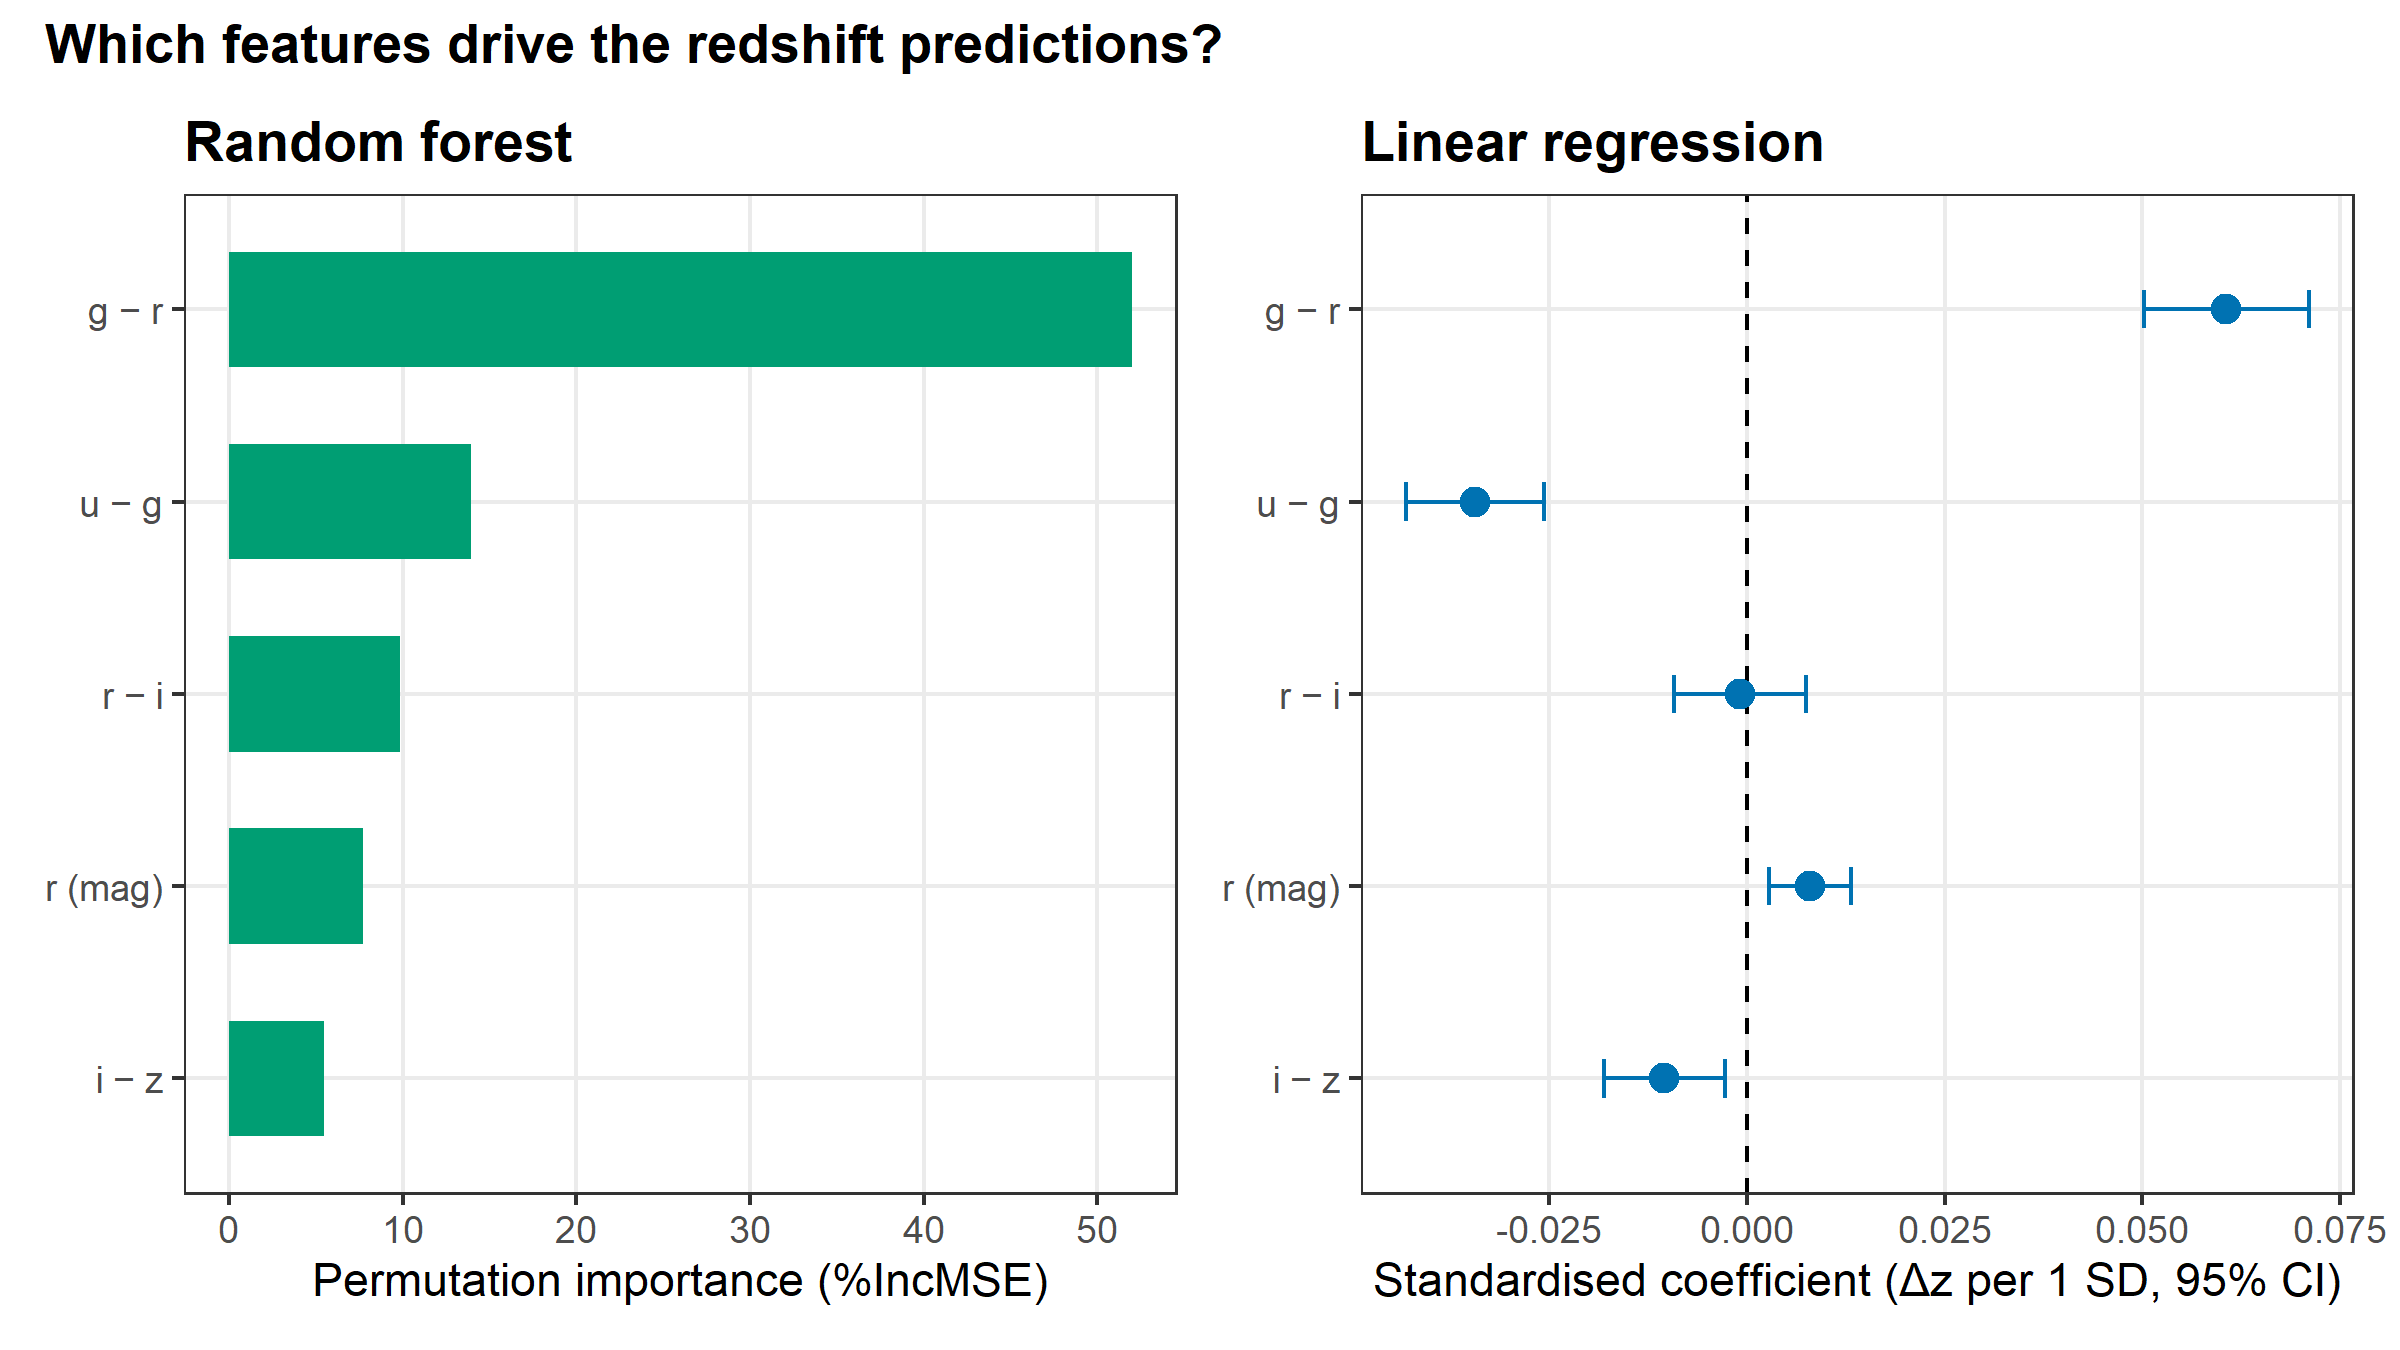 Which features drive the redshift predictions?
Random forest
g − r
u − g
r − i
r (mag)
i − z
0 10 20 30 40 50
Permutation importance (%IncMSE)
Linear regression
g − r
u − g
r − i
r (mag)
i − z
-0.025 0.000 0.025 0.050 0.075
Standardised coefficient (Δz per 1 SD, 95% CI)